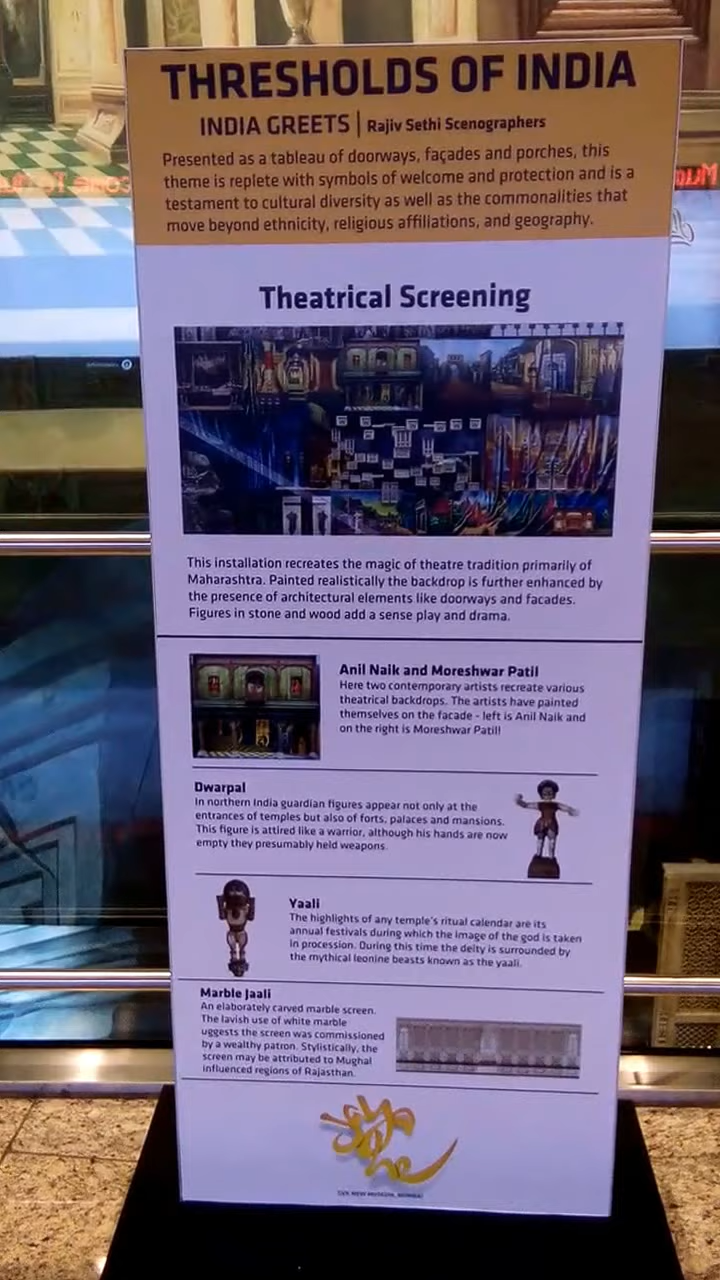 THRESHOLDS OF INDIA
INDIA GREETS | Rajiv Sethi Scenographers
Presented as a tableau of doorways, façades and porches, this
theme is replete with symbols of welcome and protection and is a
testament to cultural diversity as well as the commonalities that
move beyond ethnicity, religious affiliations, and geography.
Theatrical Screening
This installation recreates the magic of theatre tradition primarily of
Maharashtra. Painted realistically the backdrop is further enhanced by
the presence of architectural elements like doorways and facades.
Figures in stone and wood add a sense play and drama.
Anil Naik and Moreshwar Patil
Here two contemporary artists recreate various
theatrical backdrops. The artists have painted
themselves on the facade - left is Anil Naik and
on the right is Moreshwar Patil!
Dwarpal
In northern India guardian figures appear not only at the
entrances of temples but also of forts, palaces and mansions.
This figure is attired like a warrior, although his hands are now
empty they presumably held weapons.
Yaali
The highlights of any temple's ritual calendar are its
annual festivals during which the image of the god is taken
in procession. During this time the deity is surrounded by
the mythical leonine beasts known as the yaali.
Marble Jaali
An elaborately carved marble screen.
The lavish use of white marble
uggests the screen was commissioned
by a wealthy patron. Stylistically, the
screen may be attributed to Mughal
influenced regions of Rajasthan.
jaya he
GVK NEW MUSEUM, MUMBAI